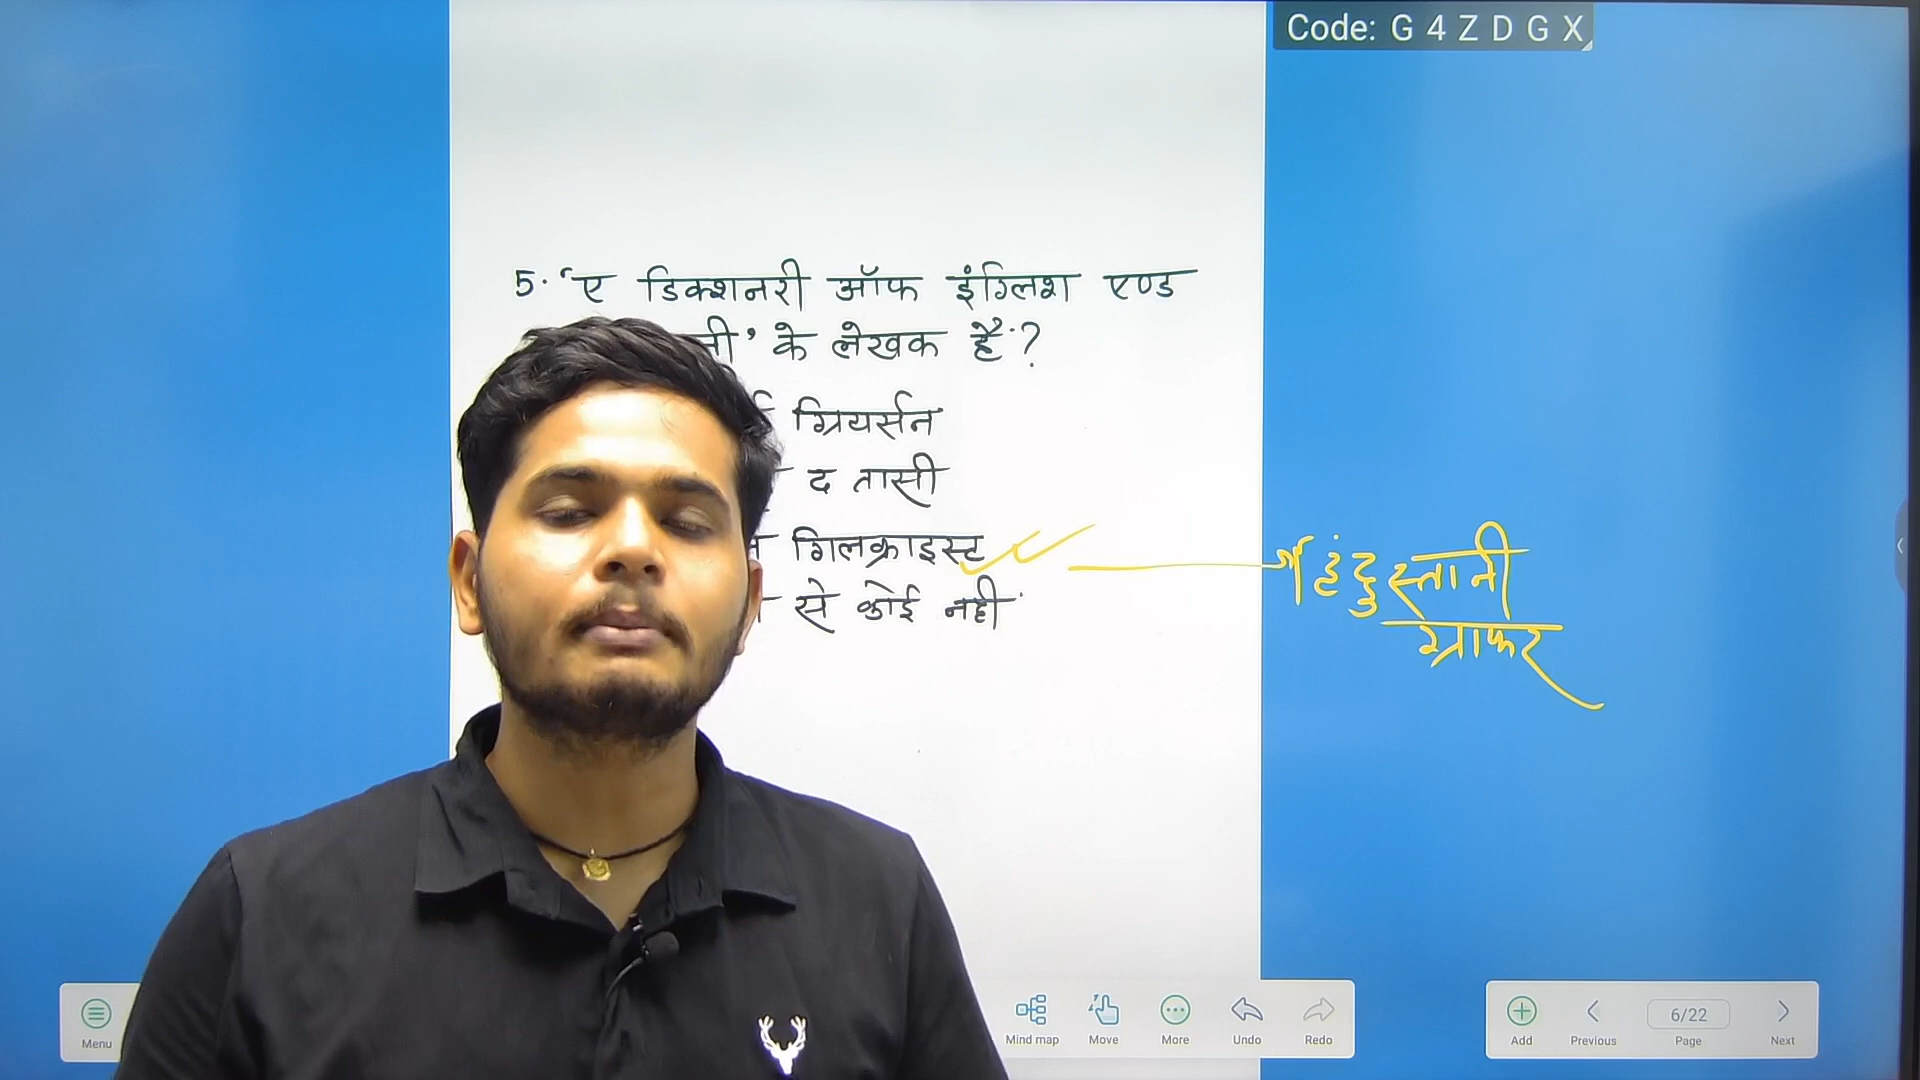 Code: G 4 Z D G X
5. 'ए डिक्शनरी ऑफ इंग्लिश एण्ड
नी' के लेखक हैं ?
ग्रियर्सन
द तासी
गिलक्राइस्ट
से कोई नहीं
हिंदुस्तानी
ग्रामर
Menu
Mind map
Move
More
Undo
Redo
Add
Previous
6/22
Page
Next